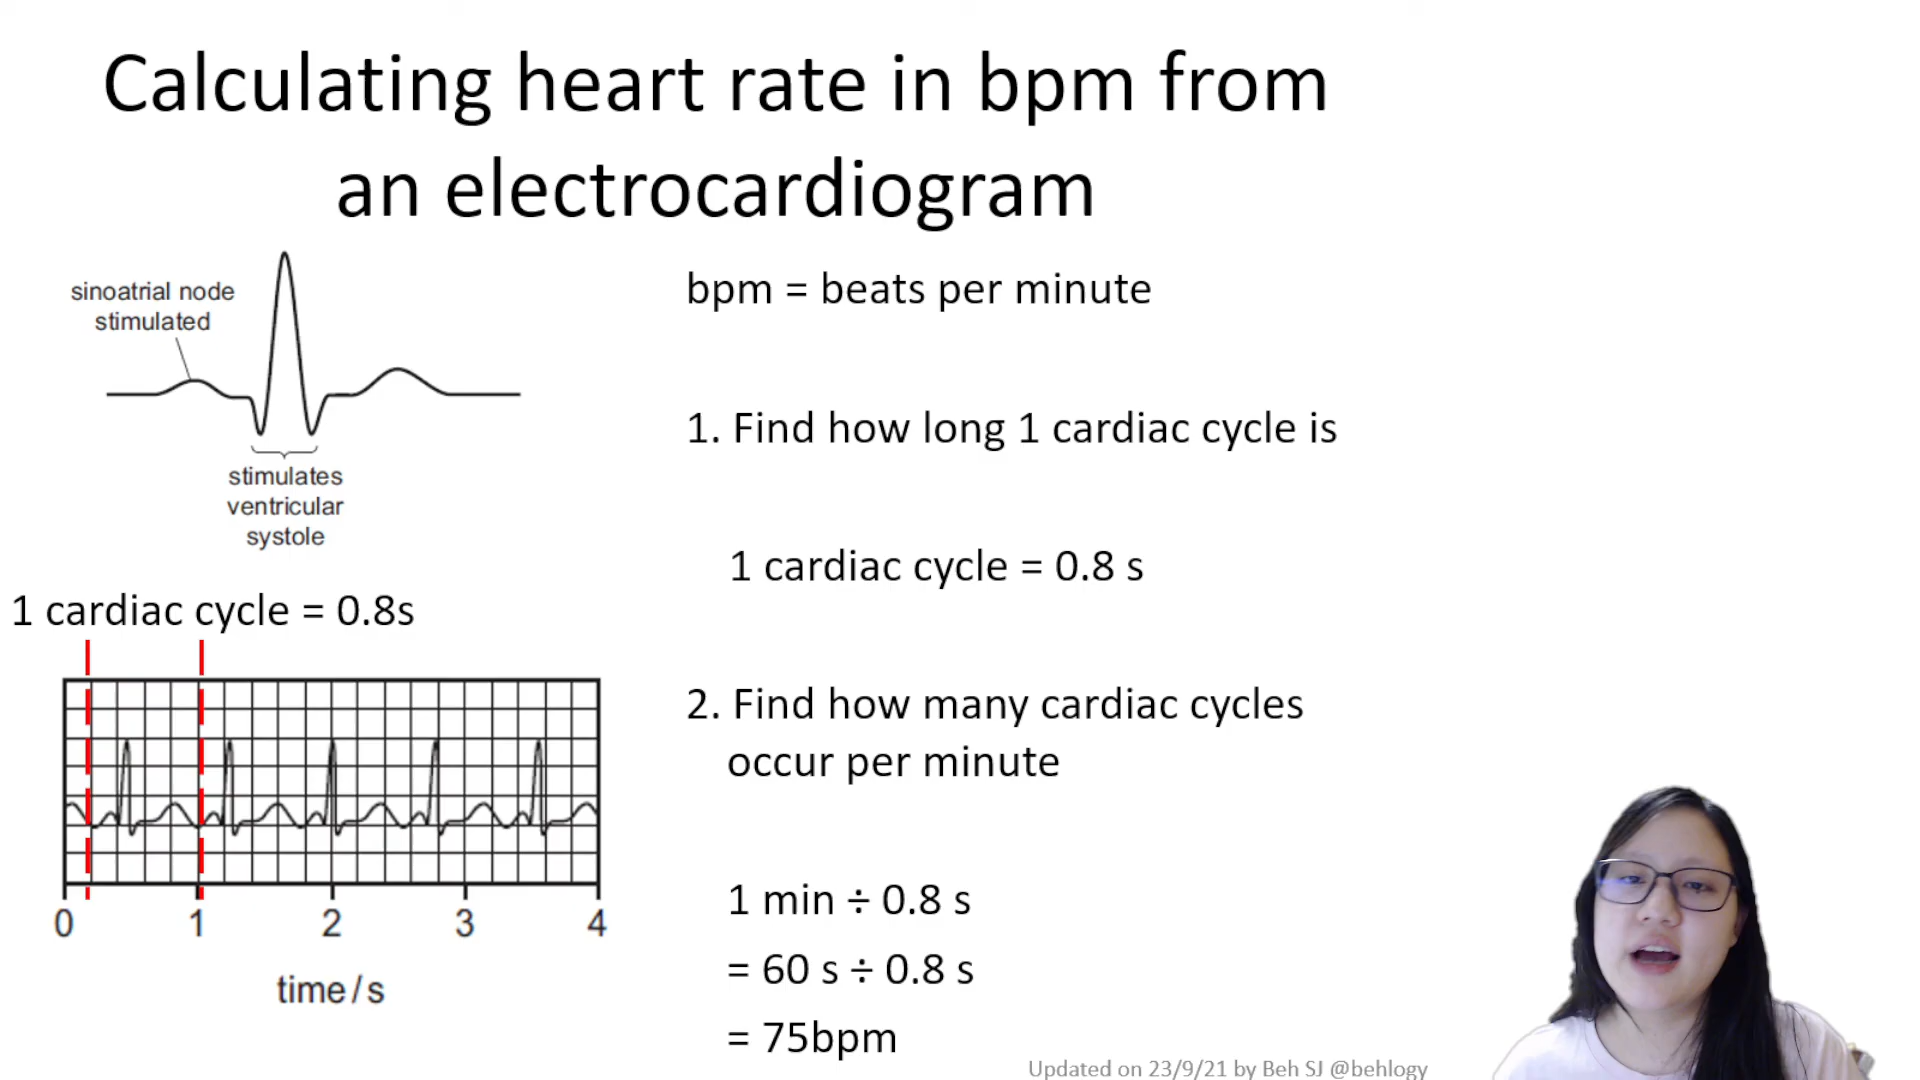 Calculating heart rate in bpm from
an electrocardiogram
sinoatrial node
stimulated
stimulates
ventricular
systole
1 cardiac cycle = 0.8s
0 1 2 3 4
time/s
bpm = beats per minute
1. Find how long 1 cardiac cycle is
1 cardiac cycle = 0.8 s
2. Find how many cardiac cycles
occur per minute
1 min ÷ 0.8 s
= 60 s ÷ 0.8 s
= 75bpm
Updated on 23/9/21 by Beh SJ @behlogy